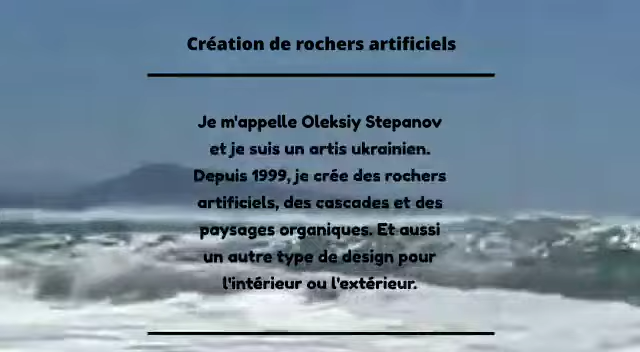 Création de rochers artificiels
Je m'appelle Oleksiy Stepanov
et je suis un artis ukrainien.
Depuis 1999, je crée des rochers
artificiels, des cascades et des
paysages organiques. Et aussi
un autre type de design pour
l'intérieur ou l'extérieur.